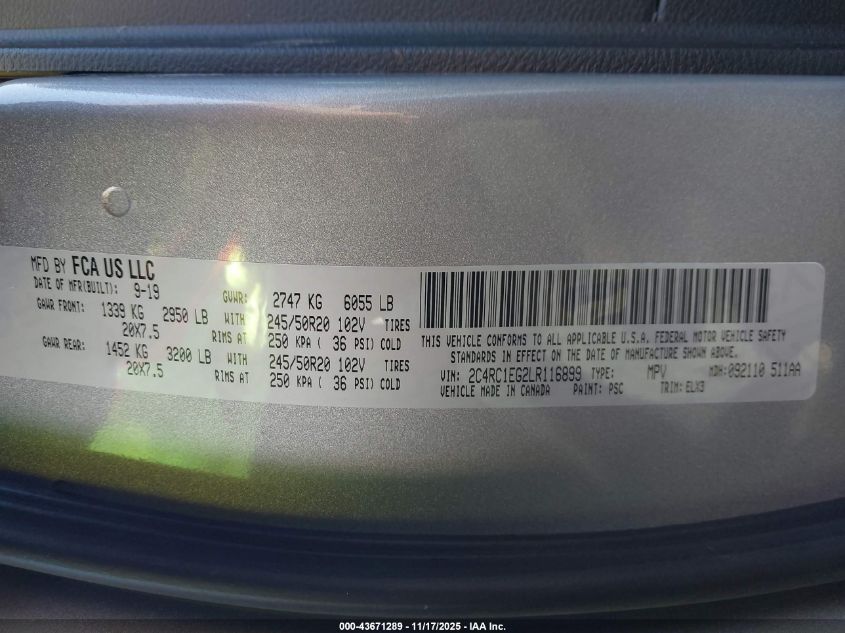 MFD BY FCA US LLC
DATE OF MFR(BUILT): 9-19 GVWR: 2747 KG 6055 LB
GAWR FRONT: 1339 KG 2950 LB WITH 245/50R20 102V TIRES
20X7.5 RIMS AT 250 KPA ( 36 PSI) COLD
GAWR REAR: 1452 KG 3200 LB WITH 245/50R20 102V TIRES
20X7.5 RIMS AT 250 KPA ( 36 PSI) COLD
THIS VEHICLE CONFORMS TO ALL APPLICABLE U.S.A. FEDERAL MOTOR VEHICLE SAFETY
STANDARDS IN EFFECT ON THE DATE OF MANUFACTURE SHOWN ABOVE.
VIN: 2C4RC1EG2LR116899 TYPE: MPV MDH: 092110 511AA
VEHICLE MADE IN CANADA PAINT: PSC TRIM: ELX3
000-43671289 - 11/17/2025 - IAA Inc.